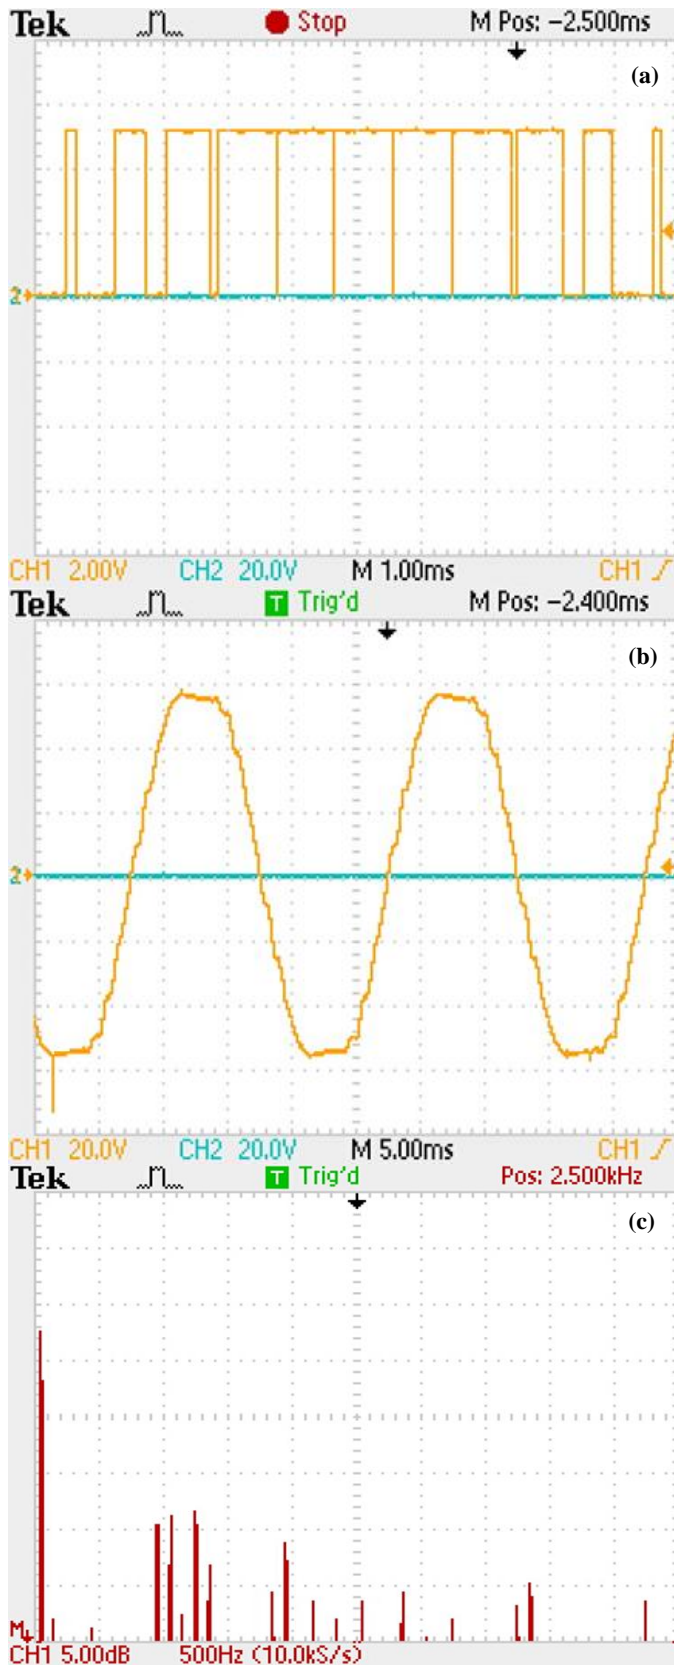 Tek Stop M Pos: -2.500ms
(a)
2
CH1 2.00V CH2 20.0V M 1.00ms CH1
Tek T Trig'd M Pos: -2.400ms
(b)
2
CH1 20.0V CH2 20.0V M 5.00ms CH1
Tek T Trig'd Pos: 2.500kHz
(c)
M
CH1 5.00dB 500Hz (10.0kS/s)